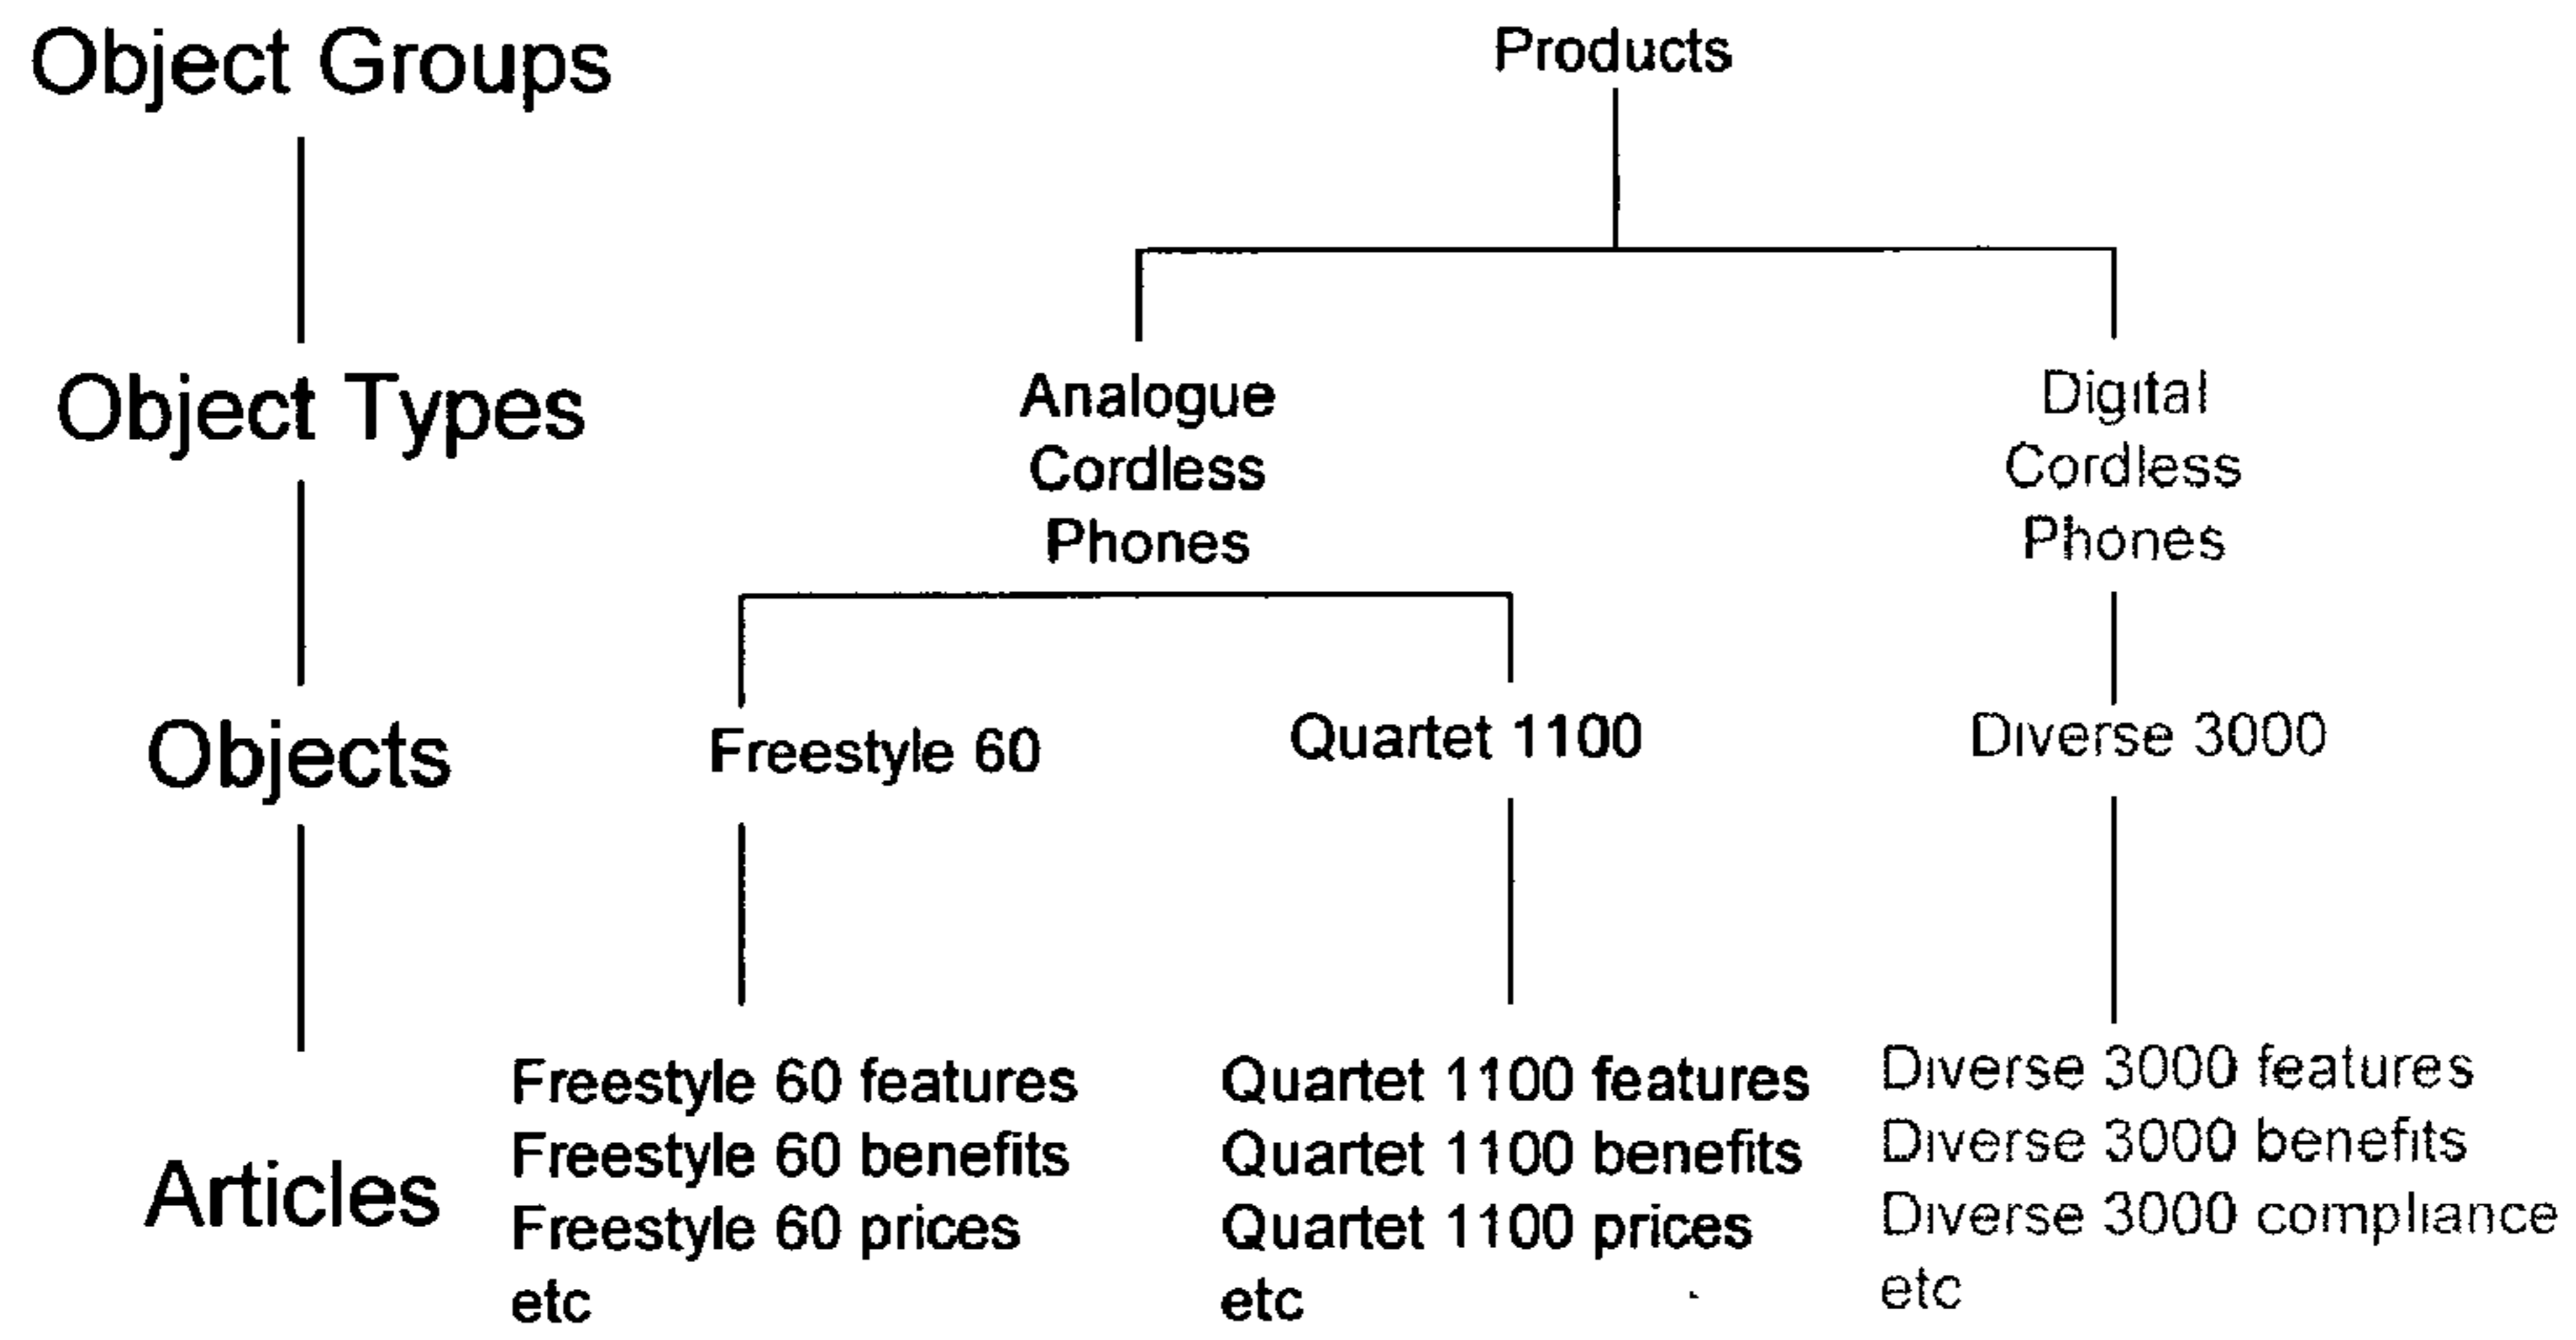 Object Groups
Products
Object Types
Analogue
Cordless
Phones
Digital
Cordless
Phones
Objects
Freestyle 60
Quartet 1100
Diverse 3000
Articles
Freestyle 60 features
Freestyle 60 benefits
Freestyle 60 prices
etc
Quartet 1100 features
Quartet 1100 benefits
Quartet 1100 prices
etc
Diverse 3000 features
Diverse 3000 benefits
Diverse 3000 compliance
etc